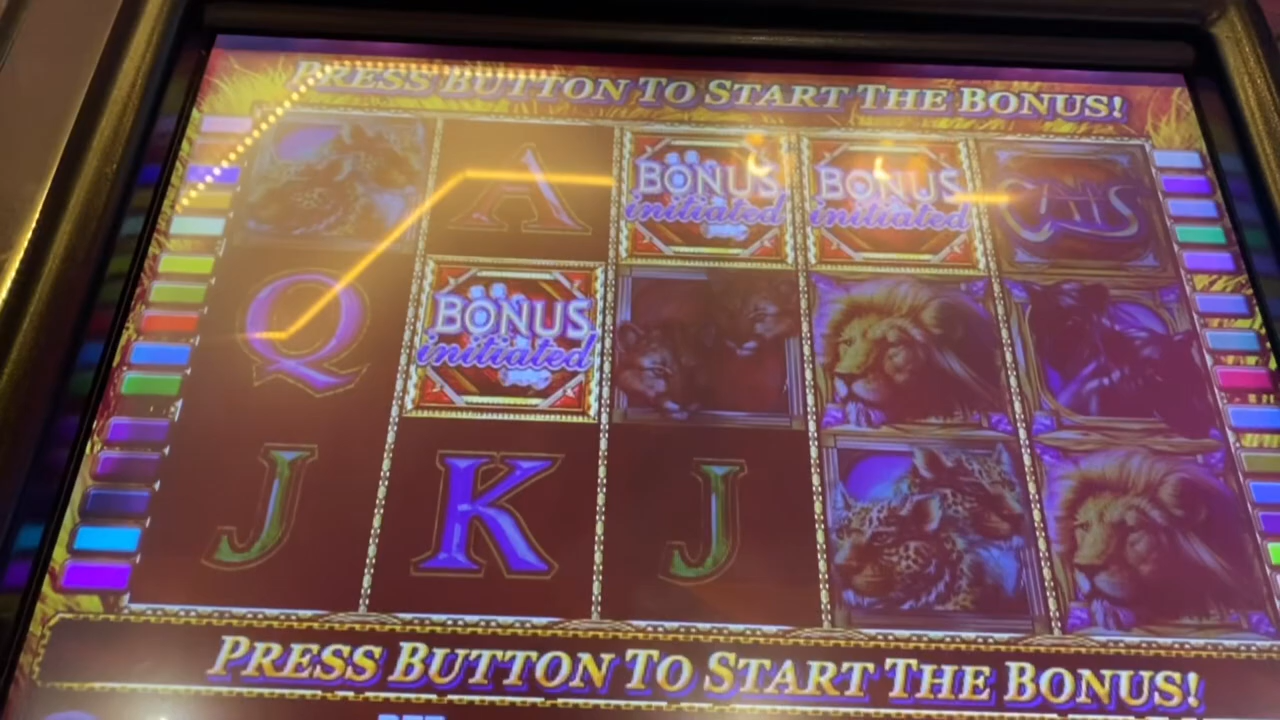 PRESS BUTTON TO START THE BONUS!
A
BONUS
initiated
BONUS
initiated
CATS
Q
BONUS
initiated
J
K
J
PRESS BUTTON TO START THE BONUS!